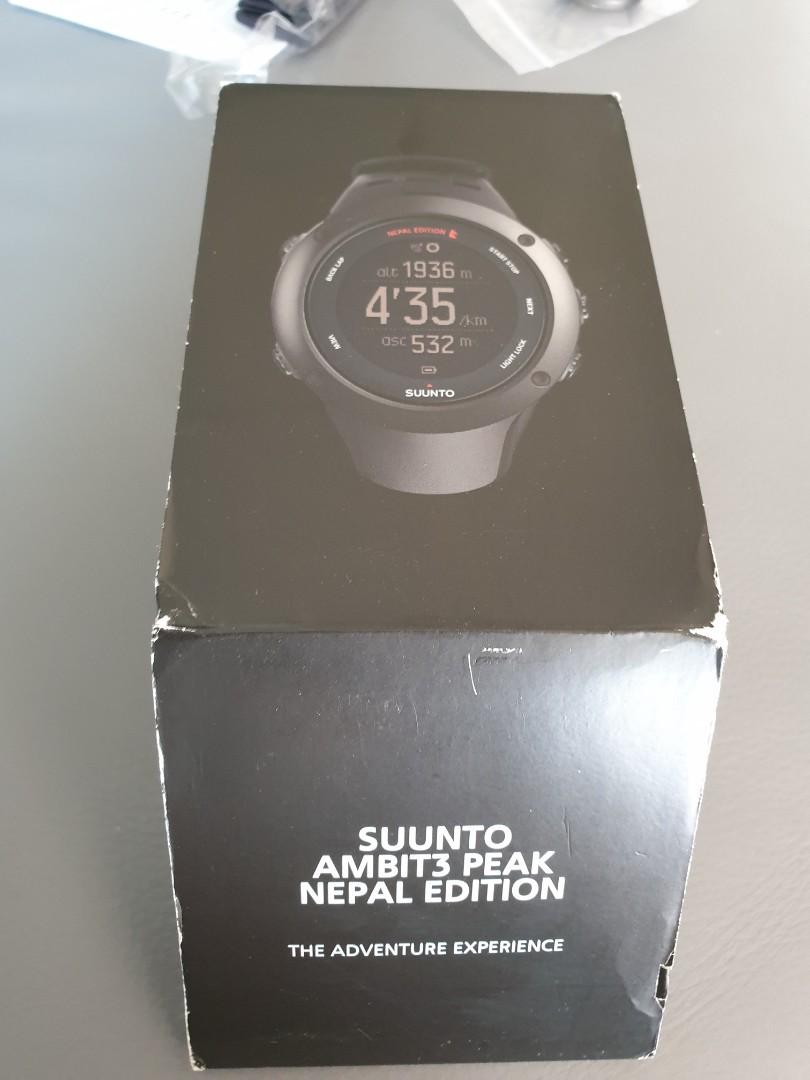 NEPAL EDITION
BACK LAP
START STOP
alt 1936 m
4'35 /km
NEXT
asc 532 m
VIEW
LIGHT LOCK
SUUNTO
SUUNTO
AMBIT3 PEAK
NEPAL EDITION
THE ADVENTURE EXPERIENCE